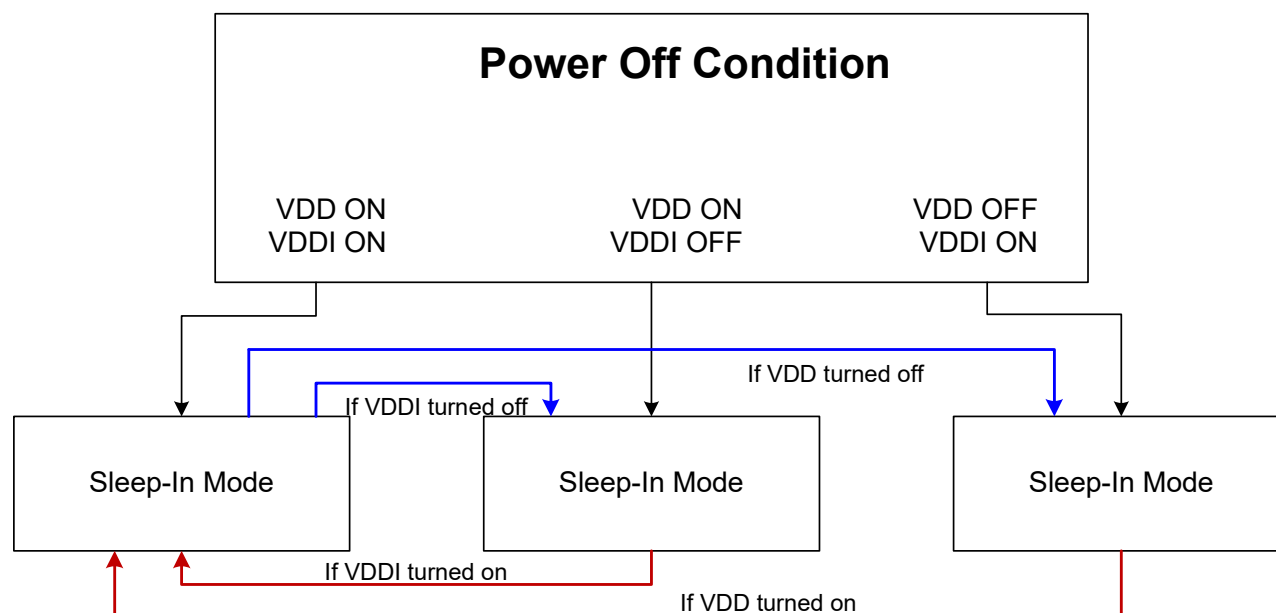 Power Off Condition
VDD ON
VDDI ON
VDD ON
VDDI OFF
VDD OFF
VDDI ON
If VDD turned off
If VDDI turned off
Sleep-In Mode
Sleep-In Mode
Sleep-In Mode
If VDDI turned on
If VDD turned on